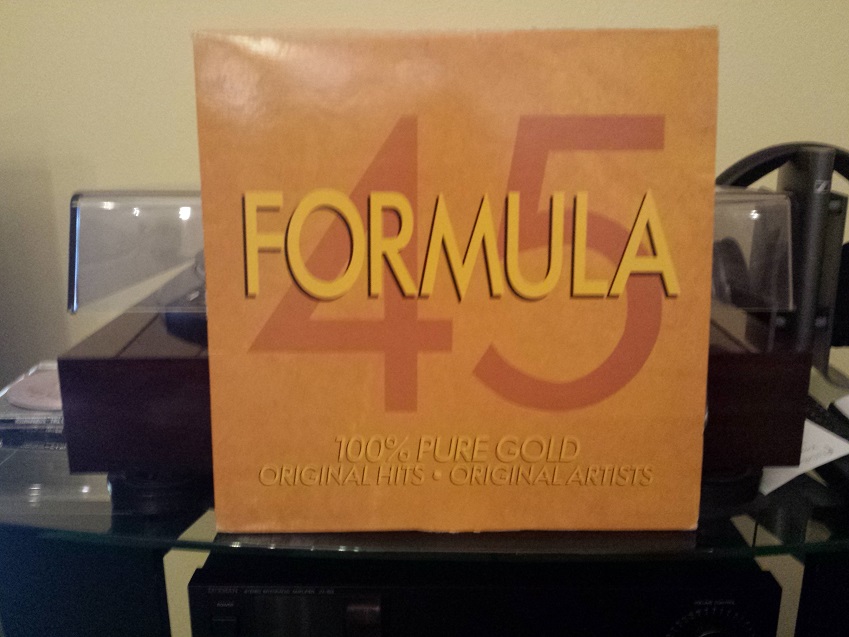 45
FORMULA
100% PURE GOLD
ORIGINAL HITS • ORIGINAL ARTISTS